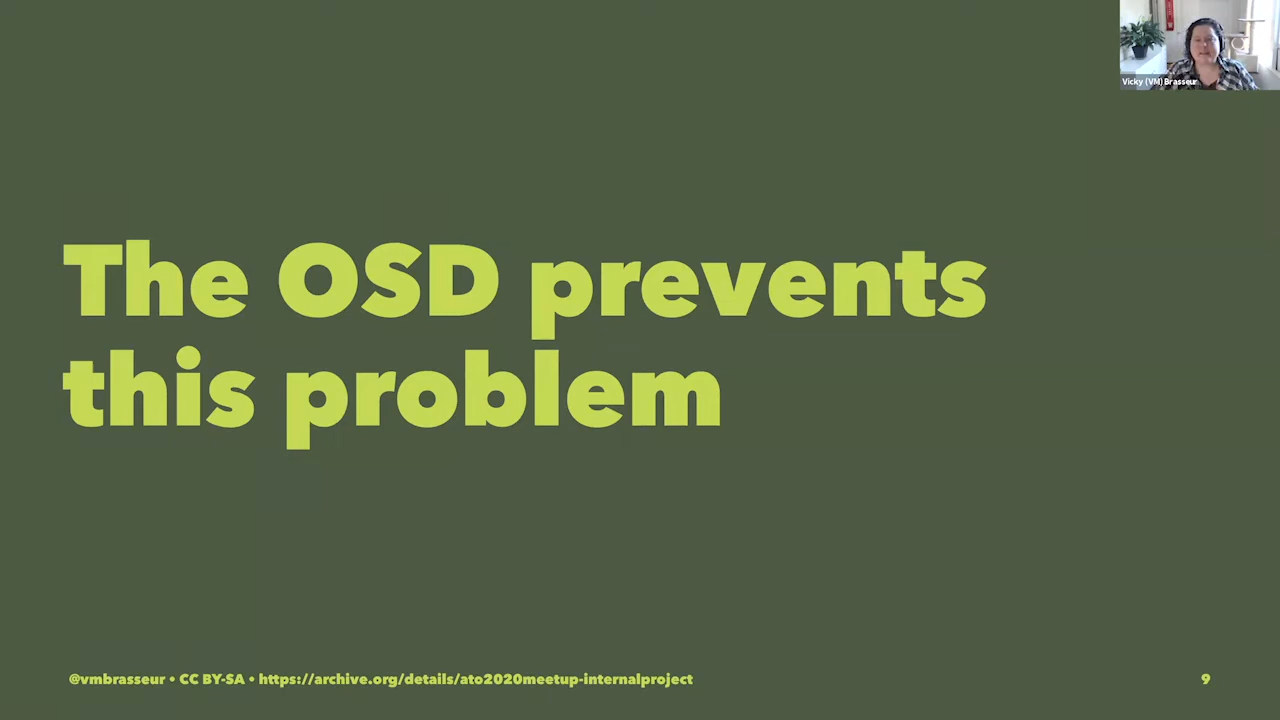 Vicky (VM) Brasseur
The OSD prevents
this problem
@vmbrasseur • CC BY-SA • https://archive.org/details/ato2020meetup-internalproject
9